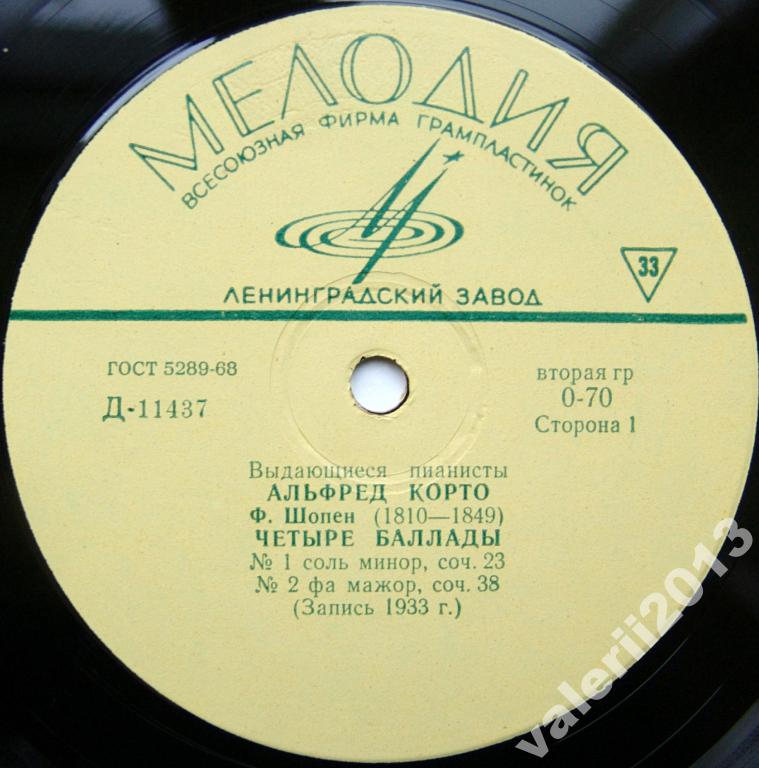 МЕЛОДИЯ
ВСЕСОЮЗНАЯ ФИРМА ГРАМПЛАСТИНОК
33
ЛЕНИНГРАДСКИЙ ЗАВОД
ГОСТ 5289-68
Д-11437
вторая гр
0-70
Сторона 1
Выдающиеся пианисты
АЛЬФРЕД КОРТО
Ф. Шопен (1810—1849)
ЧЕТЫРЕ БАЛЛАДЫ
№ 1 соль минор, соч. 23
№ 2 фа мажор, соч. 38
(Запись 1933 г.)
valerii2013